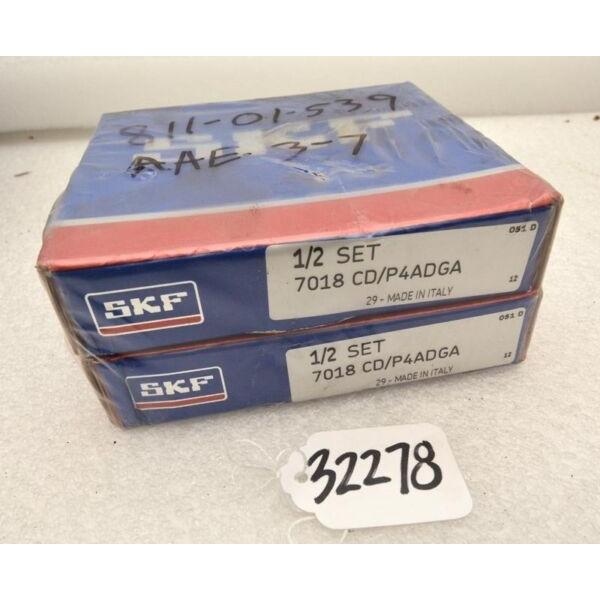 811-01-539
AAE 3-7
SKF
1/2 SET
7018 CD/P4ADGA
29 - MADE IN ITALY
051 D
12
SKF
1/2 SET
7018 CD/P4ADGA
29 - MADE IN ITALY
051 D
12
32278